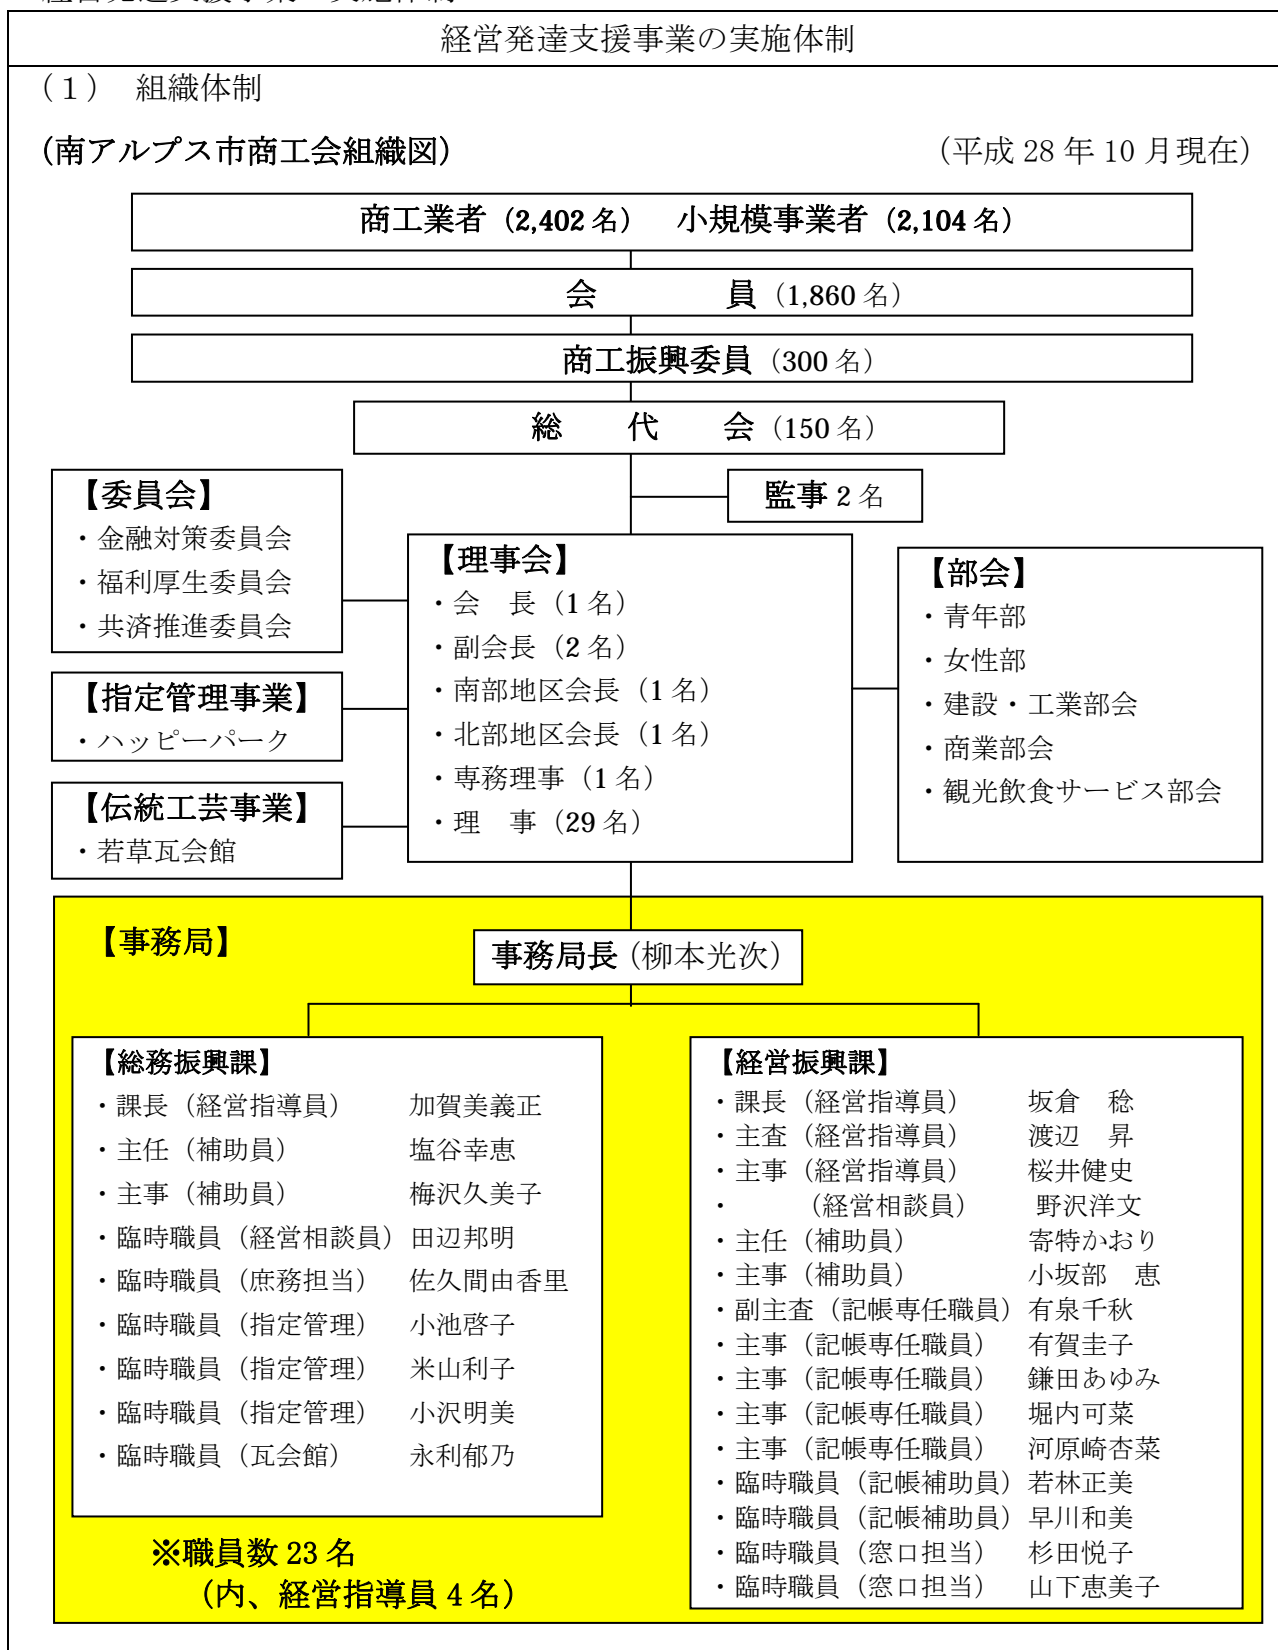 経営発達支援事業の実施体制
(１) 組織体制
(南アルプス市商工会組織図) (平成 28 年 10 月現在)
商工業者（2,402 名） 小規模事業者（2,104 名）
会 員（1,860 名）
商工振興委員（300 名）
総 代 会（150 名）
監事 2 名
【委員会】
・金融対策委員会
・福利厚生委員会
・共済推進委員会
【指定管理事業】
・ハッピーパーク
【伝統工芸事業】
・若草瓦会館
【理事会】
・会 長（1 名）
・副会長（2 名）
・南部地区会長（1 名）
・北部地区会長（1 名）
・専務理事（1 名）
・理 事（29 名）
【部会】
・青年部
・女性部
・建設・工業部会
・商業部会
・観光飲食サービス部会
【事務局】
事務局長（柳本光次）
【総務振興課】
・課長（経営指導員） 加賀美義正
・主任（補助員） 塩谷幸恵
・主事（補助員） 梅沢久美子
・臨時職員（経営相談員）田辺邦明
・臨時職員（庶務担当） 佐久間由香里
・臨時職員（指定管理） 小池啓子
・臨時職員（指定管理） 米山利子
・臨時職員（指定管理） 小沢明美
・臨時職員（瓦会館） 永利郁乃
※職員数 23 名
（内、経営指導員 4 名）
【経営振興課】
・課長（経営指導員） 坂倉 稔
・主査（経営指導員） 渡辺 昇
・主事（経営指導員） 桜井健史
・ （経営相談員） 野沢洋文
・主任（補助員） 寄特かおり
・主事（補助員） 小坂部 恵
・副主査（記帳専任職員）有泉千秋
・主事（記帳専任職員） 有賀圭子
・主事（記帳専任職員） 鎌田あゆみ
・主事（記帳専任職員） 堀内可菜
・主事（記帳専任職員） 河原崎杏菜
・臨時職員（記帳補助員）若林正美
・臨時職員（記帳補助員）早川和美
・臨時職員（窓口担当） 杉田悦子
・臨時職員（窓口担当） 山下恵美子